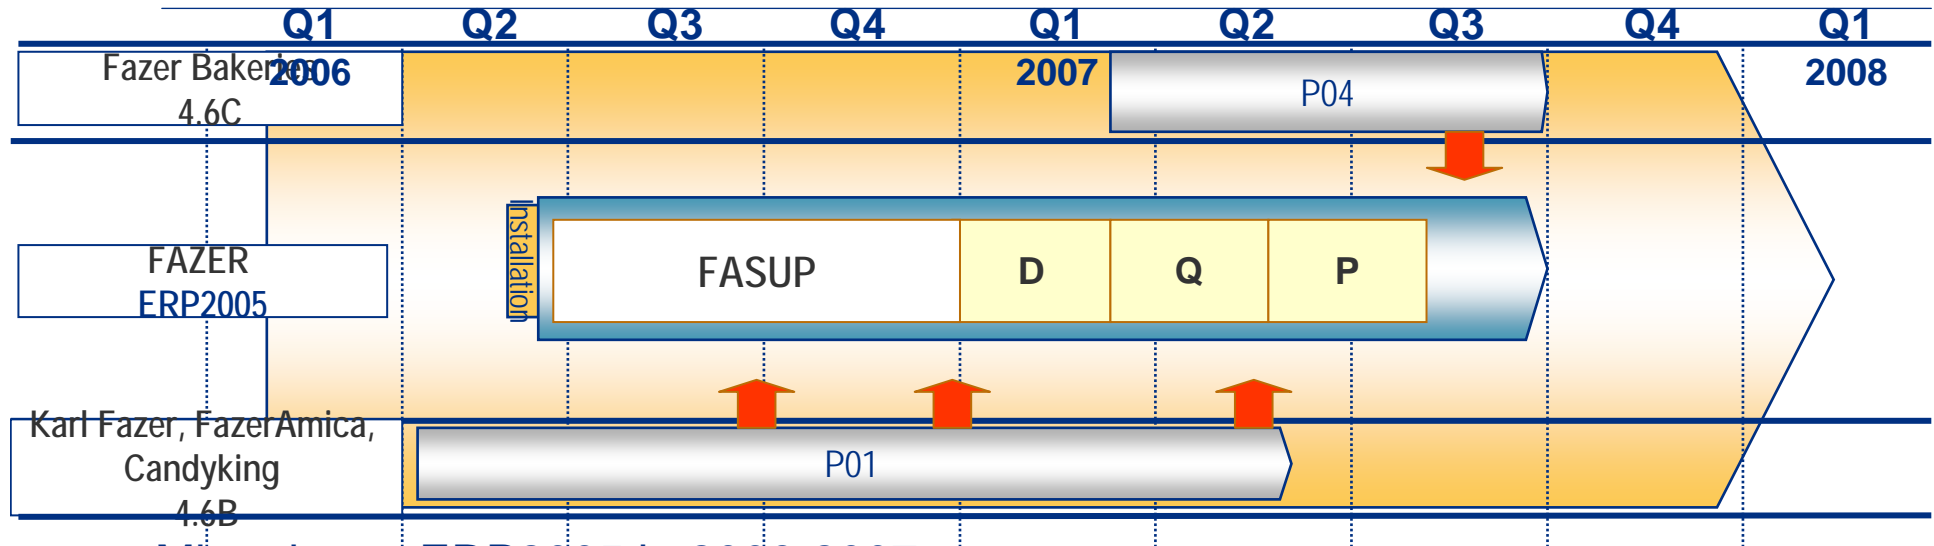 Q1 Q2 Q3 Q4 Q1 Q2 Q3 Q4 Q1
2006 2007 2008
Fazer Bakeries
4.6C
P04
Installation
FASUP D Q P
FAZER
ERP2005
Karl Fazer, FazerAmica,
Candyking
4.6B
P01